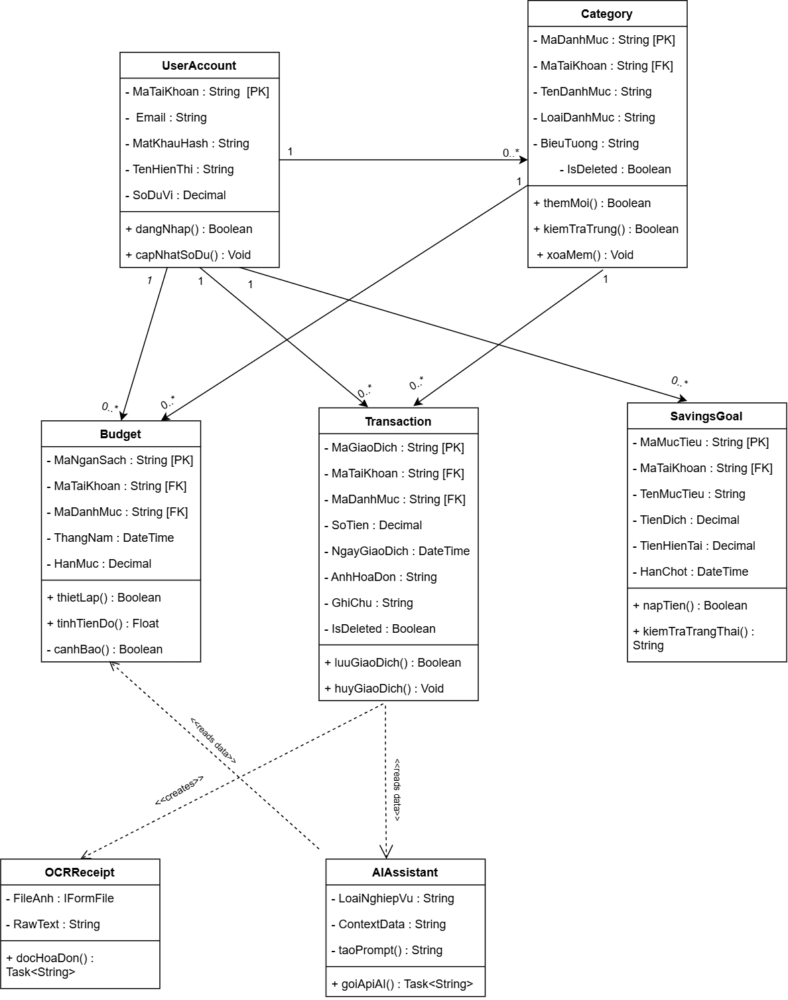 Category
- MaDanhMuc : String [PK]
- MaTaiKhoan : String [FK]
- TenDanhMuc : String
- LoaiDanhMuc : String
- BieuTuong : String
- IsDeleted : Boolean
+ themMoi() : Boolean
+ kiemTraTrung() : Boolean
+ xoaMem() : Void
UserAccount
- MaTaiKhoan : String [PK]
- Email : String
- MatKhauHash : String
- TenHienThi : String
- SoDuVi : Decimal
+ dangNhap() : Boolean
+ capNhatSoDu() : Void
1
0..*
1
1
1
1
1
0..*
0..*
0..*
0..*
0..*
Budget
- MaNganSach : String [PK]
- MaTaiKhoan : String [FK]
- MaDanhMuc : String [FK]
- ThangNam : DateTime
- HanMuc : Decimal
+ thietLap() : Boolean
+ tinhTienDo() : Float
- canhBao() : Boolean
Transaction
- MaGiaoDich : String [PK]
- MaTaiKhoan : String [FK]
- MaDanhMuc : String [FK]
- SoTien : Decimal
- NgayGiaoDich : DateTime
- AnhHoaDon : String
- GhiChu : String
- IsDeleted : Boolean
+ luuGiaoDich() : Boolean
+ huyGiaoDich() : Void
SavingsGoal
- MaMucTieu : String [PK]
- MaTaiKhoan : String [FK]
- TenMucTieu : String
- TienDich : Decimal
- TienHienTai : Decimal
- HanChot : DateTime
+ napTien() : Boolean
+ kiemTraTrangThai() :
String
<<reads data>>
<<creates>>
<<reads data>>
OCRReceipt
- FileAnh : IFormFile
- RawText : String
+ docHoaDon() :
Task<String>
AIAssistant
- LoaiNghiepVu : String
- ContextData : String
- taoPrompt() : String
+ goiApiAI() : Task<String>